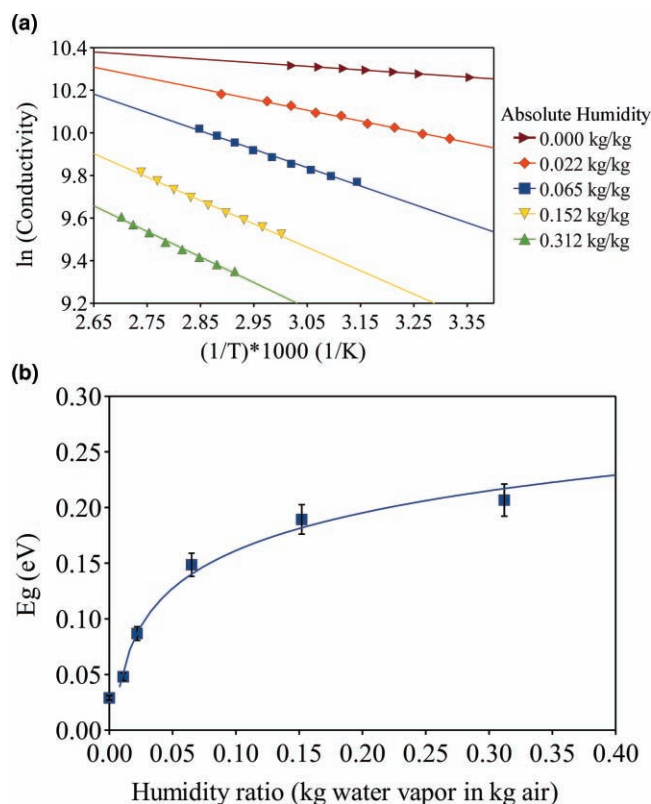 (a)
10.4
10.2
10.0
9.8
9.6
9.4
9.2
ln (Conductivity)
2.65 2.75 2.85 2.95 3.05 3.15 3.25 3.35
(1/T)*1000 (1/K)
Absolute Humidity
0.000 kg/kg
0.022 kg/kg
0.065 kg/kg
0.152 kg/kg
0.312 kg/kg
(b)
0.30
0.25
0.20
0.15
0.10
0.05
0.00
Eg (eV)
0.00 0.05 0.10 0.15 0.20 0.25 0.30 0.35 0.40
Humidity ratio (kg water vapor in kg air)